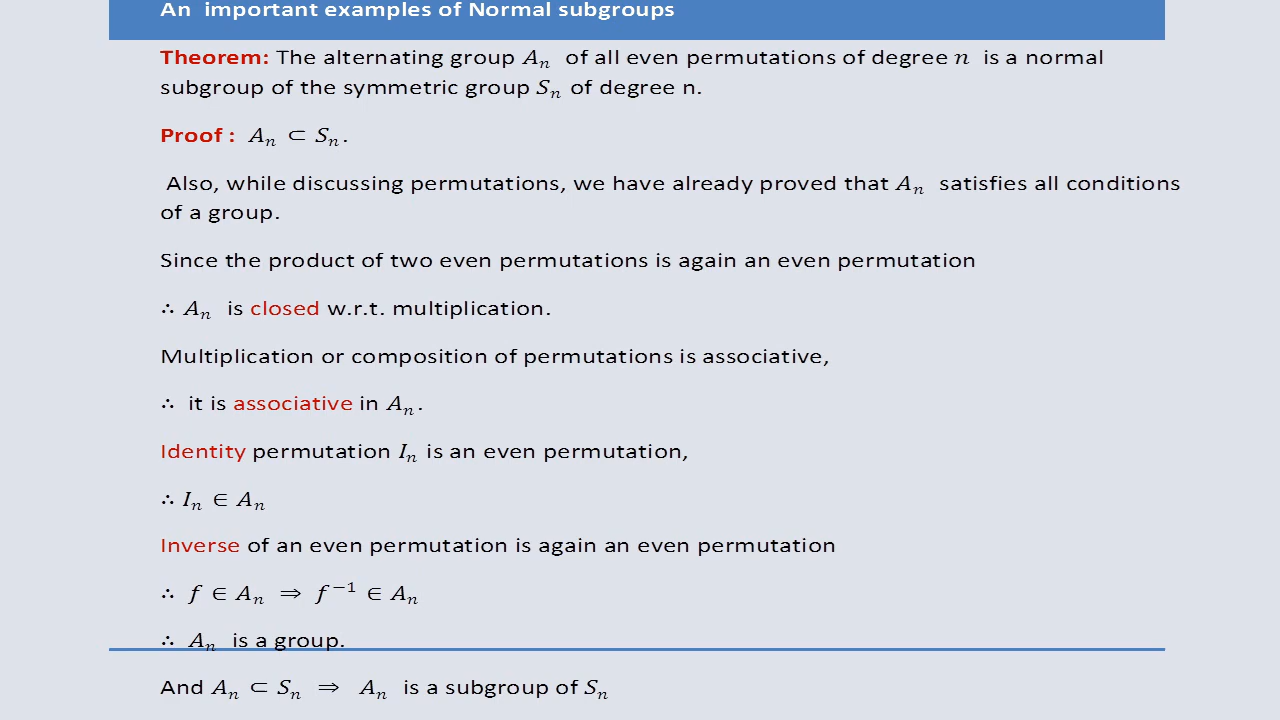 An important examples of Normal subgroups
Theorem: The alternating group Aₙ of all even permutations of degree n is a normal
subgroup of the symmetric group Sₙ of degree n.
Proof : Aₙ ⊂ Sₙ.
Also, while discussing permutations, we have already proved that Aₙ satisfies all conditions
of a group.
Since the product of two even permutations is again an even permutation
∴ Aₙ is closed w.r.t. multiplication.
Multiplication or composition of permutations is associative,
∴ it is associative in Aₙ.
Identity permutation Iₙ is an even permutation,
∴ Iₙ ∈ Aₙ
Inverse of an even permutation is again an even permutation
∴ f ∈ Aₙ ⇒ f⁻¹ ∈ Aₙ
∴ Aₙ is a group.
And Aₙ ⊂ Sₙ ⇒ Aₙ is a subgroup of Sₙ